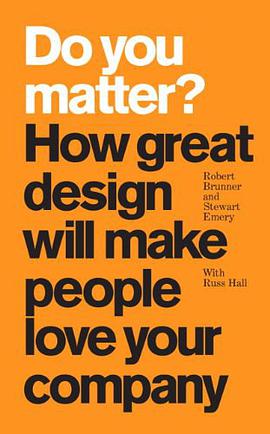 Do you
matter?
How great
design
will make
people
love your
company
Robert
Brunner
and
Stewart
Emery
With
Russ Hall